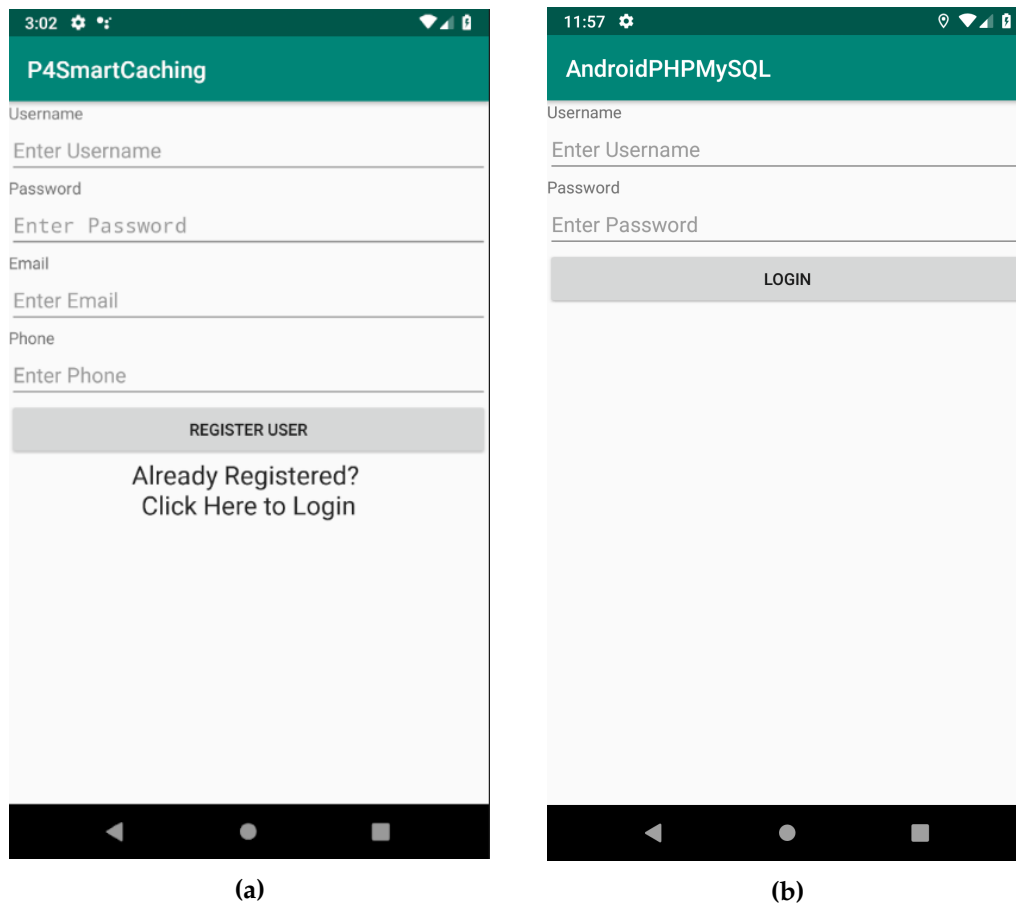 3:02
P4SmartCaching
Username
Enter Username
Password
Enter Password
Email
Enter Email
Phone
Enter Phone
REGISTER USER
Already Registered?
Click Here to Login
(a)
11:57
AndroidPHPMySQL
Username
Enter Username
Password
Enter Password
LOGIN
(b)